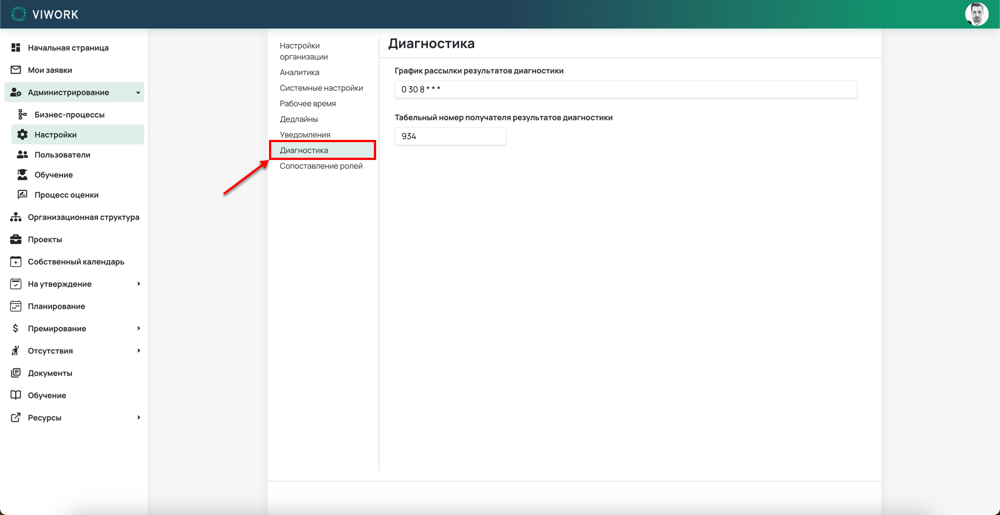 VIWORK
Начальная страница
Мои заявки
Администрирование
Бизнес-процессы
Настройки
Пользователи
Обучение
Процесс оценки
Организационная структура
Проекты
Собственный календарь
На утверждение
Планирование
Премирование
Отсутствия
Документы
Обучение
Ресурсы
Настройки
организации
Аналитика
Системные настройки
Рабочее время
Дедлайны
Уведомления
Диагностика
Сопоставление ролей
Диагностика
График рассылки результатов диагностики
0 30 8 * * *
Табельный номер получателя результатов диагностики
934